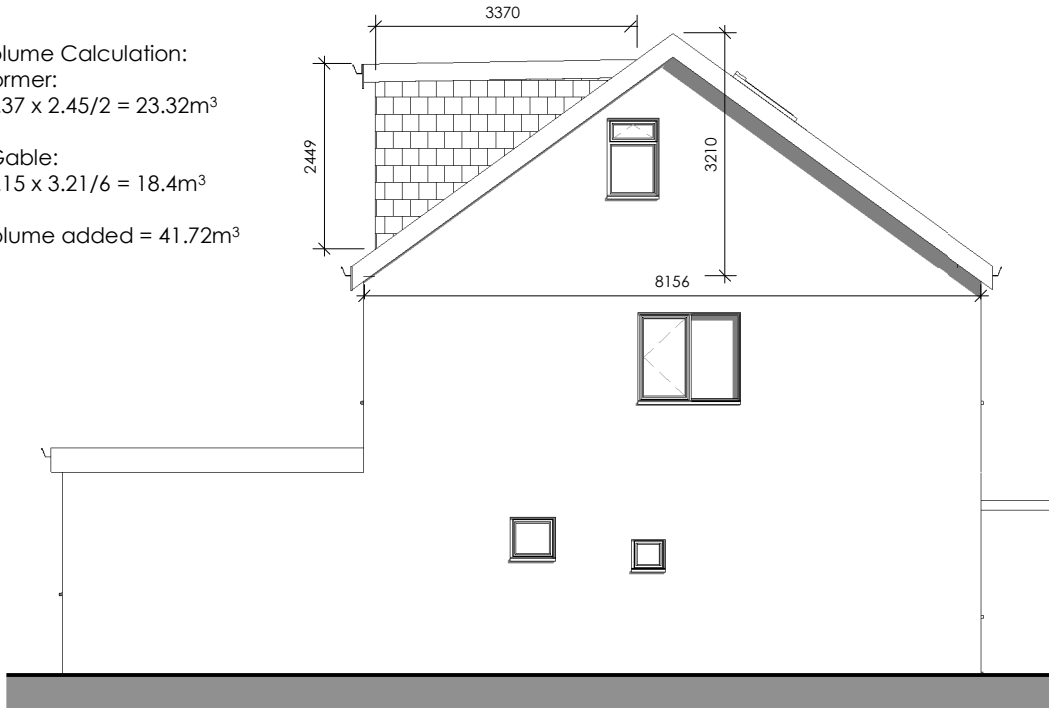 3370
olume Calculation:
ormer:
.37 x 2.45/2 = 23.32m³
2449
3210
Gable:
.15 x 3.21/6 = 18.4m³
olume added = 41.72m³
8156